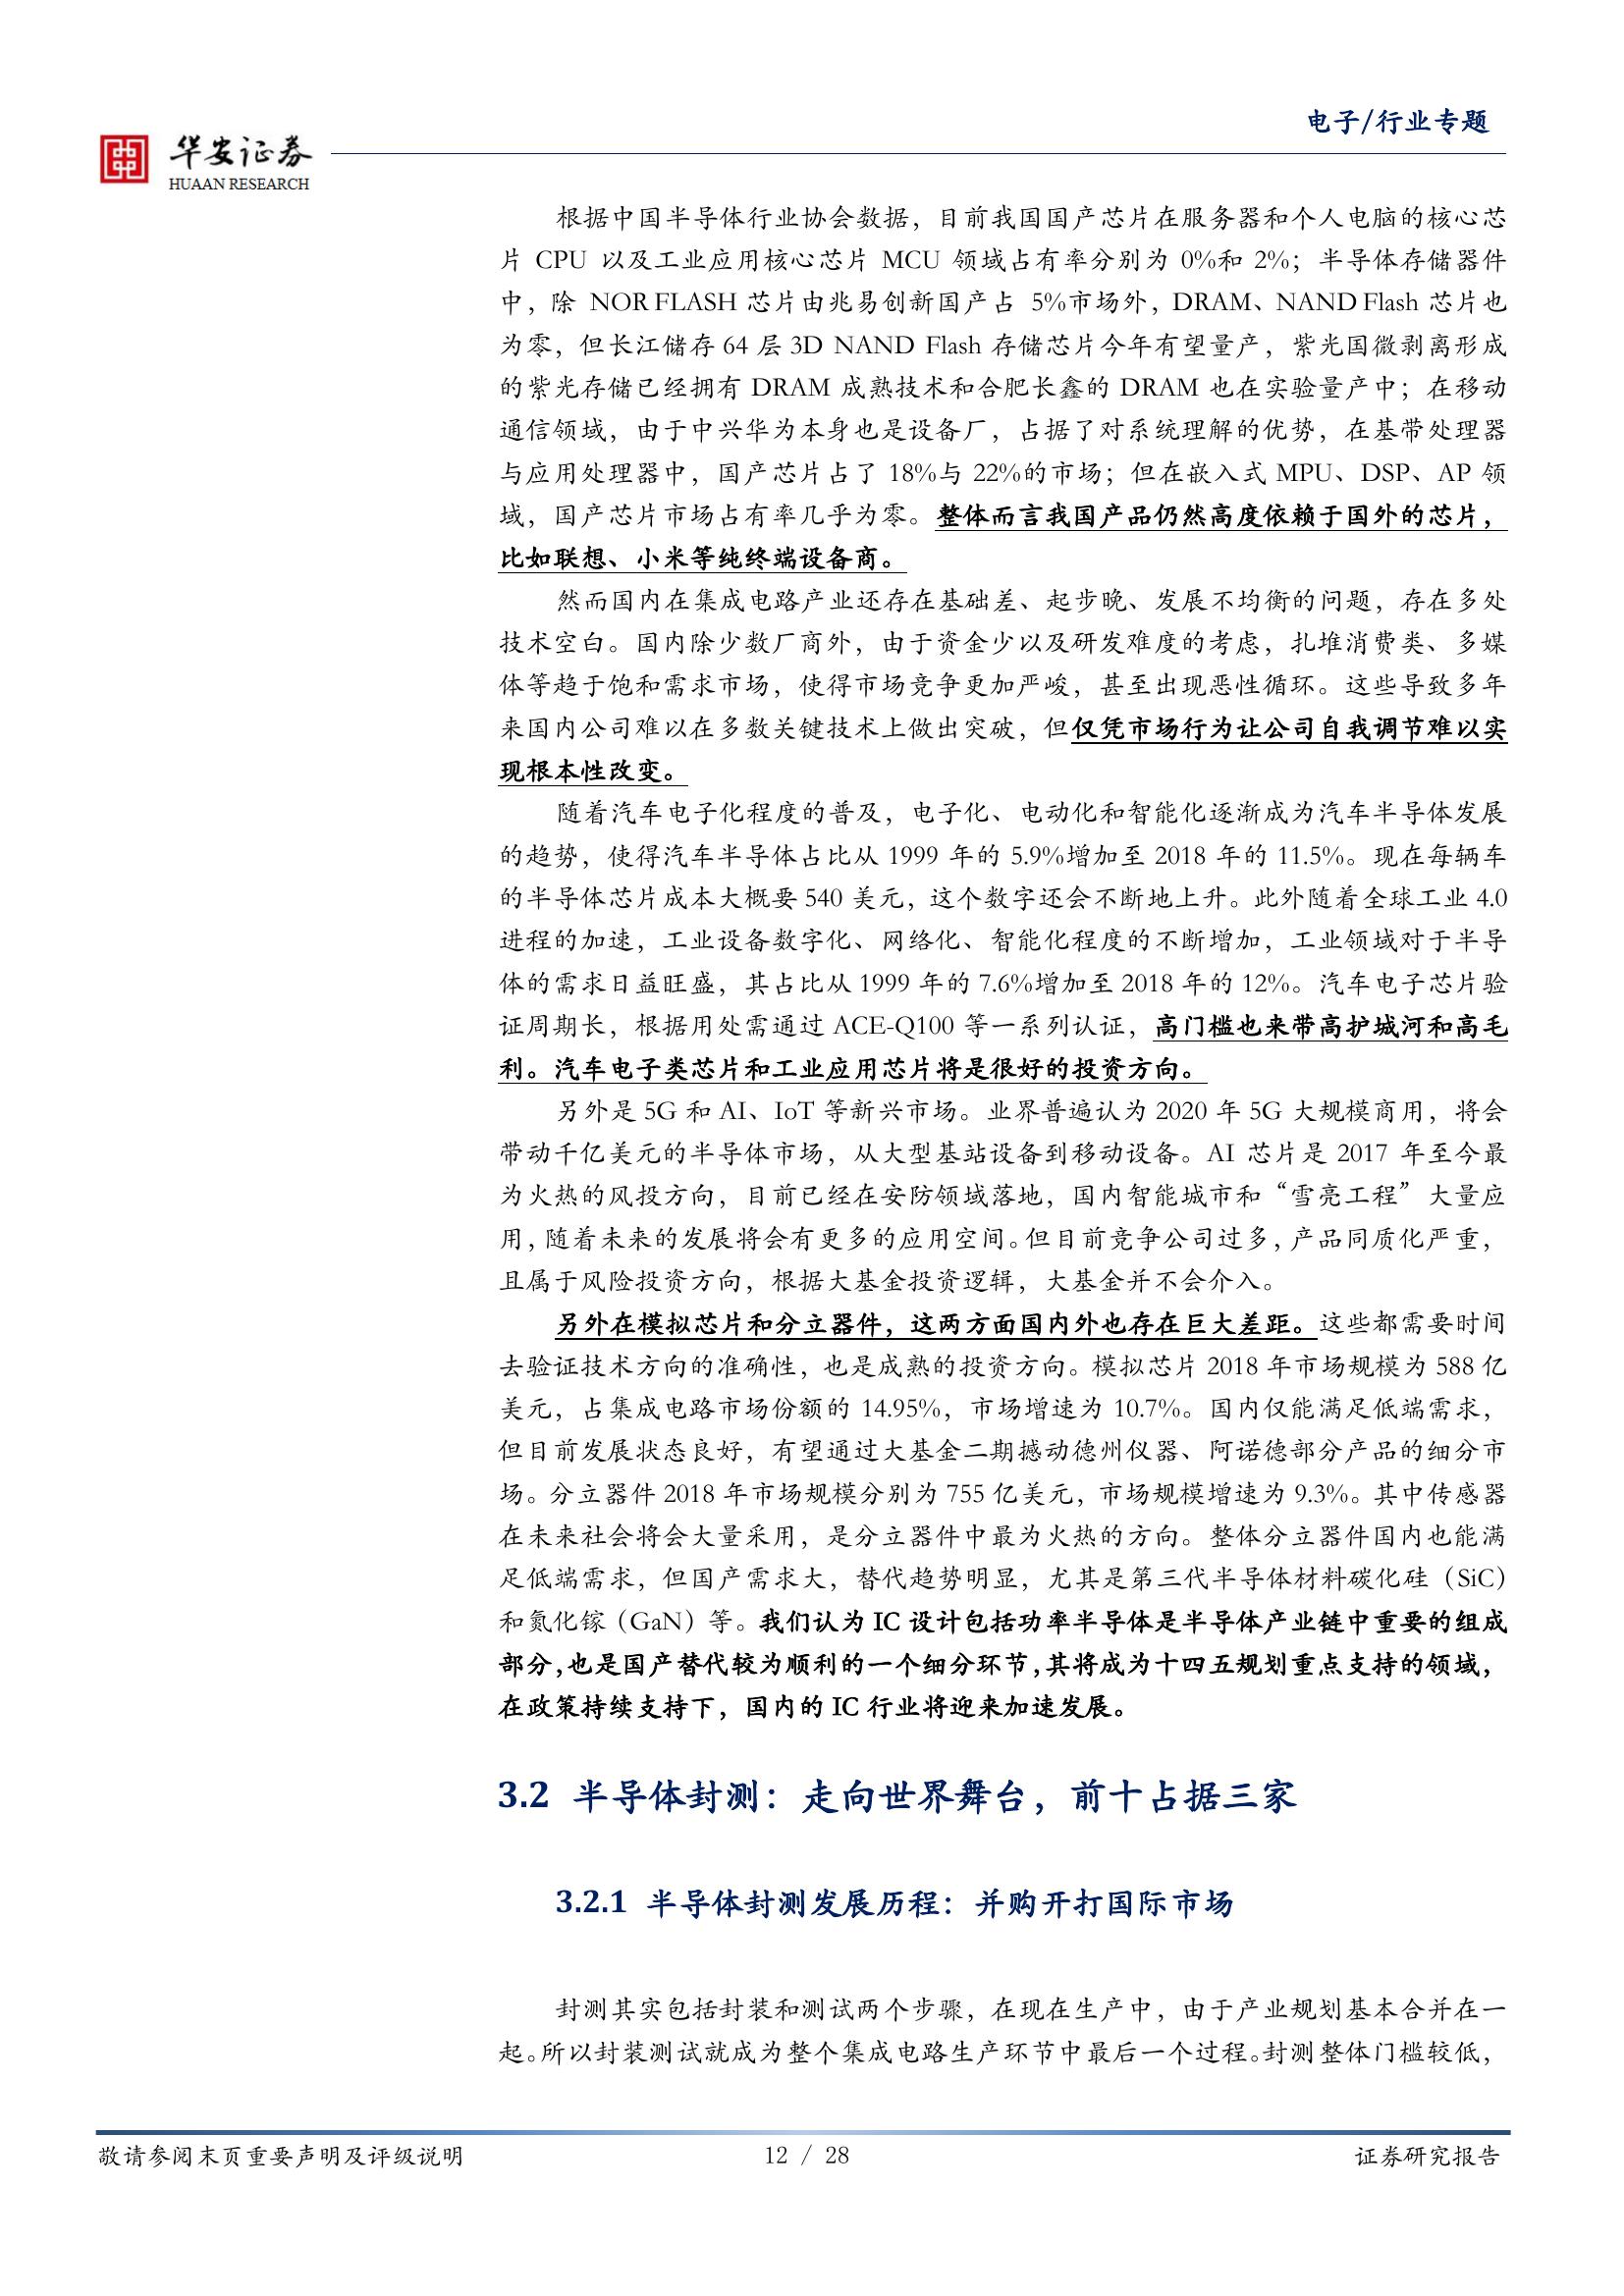 电子/行业专题
华安证券
HUAAN RESEARCH
根据中国半导体行业协会数据，目前我国国产芯片在服务器和个人电脑的核心芯
片 CPU 以及工业应用核心芯片 MCU 领域占有率分别为 0%和 2%；半导体存储器件
中，除 NOR FLASH 芯片由兆易创新国产占 5%市场外，DRAM、NAND Flash 芯片也
为零，但长江储存 64 层 3D NAND Flash 存储芯片今年有望量产，紫光国微剥离形成
的紫光存储已经拥有 DRAM 成熟技术和合肥长鑫的 DRAM 也在实验量产中；在移动
通信领域，由于中兴华为本身也是设备厂，占据了对系统理解的优势，在基带处理器
与应用处理器中，国产芯片占了 18%与 22%的市场；但在嵌入式 MPU、DSP、AP 领
域，国产芯片市场占有率几乎为零。整体而言我国产品仍然高度依赖于国外的芯片，
比如联想、小米等纯终端设备商。
然而国内在集成电路产业还存在基础差、起步晚、发展不均衡的问题，存在多处
技术空白。国内除少数厂商外，由于资金少以及研发难度的考虑，扎堆消费类、多媒
体等趋于饱和需求市场，使得市场竞争更加严峻，甚至出现恶性循环。这些导致多年
来国内公司难以在多数关键技术上做出突破，但仅凭市场行为让公司自我调节难以实
现根本性改变。
随着汽车电子化程度的普及，电子化、电动化和智能化逐渐成为汽车半导体发展
的趋势，使得汽车半导体占比从 1999 年的 5.9%增加至 2018 年的 11.5%。现在每辆车
的半导体芯片成本大概要 540 美元，这个数字还会不断地上升。此外随着全球工业 4.0
进程的加速，工业设备数字化、网络化、智能化程度的不断增加，工业领域对于半导
体的需求日益旺盛，其占比从 1999 年的 7.6%增加至 2018 年的 12%。汽车电子芯片验
证周期长，根据用处需通过 ACE-Q100 等一系列认证，高门槛也来带高护城河和高毛
利。汽车电子类芯片和工业应用芯片将是很好的投资方向。
另外是 5G 和 AI、IoT 等新兴市场。业界普遍认为 2020 年 5G 大规模商用，将会
带动千亿美元的半导体市场，从大型基站设备到移动设备。AI 芯片是 2017 年至今最
为火热的风投方向，目前已经在安防领域落地，国内智能城市和“雪亮工程”大量应
用，随着未来的发展将会有更多的应用空间。但目前竞争公司过多，产品同质化严重，
且属于风险投资方向，根据大基金投资逻辑，大基金并不会介入。
另外在模拟芯片和分立器件，这两方面国内外也存在巨大差距。这些都需要时间
去验证技术方向的准确性，也是成熟的投资方向。模拟芯片 2018 年市场规模为 588 亿
美元，占集成电路市场份额的 14.95%，市场增速为 10.7%。国内仅能满足低端需求，
但目前发展状态良好，有望通过大基金二期撼动德州仪器、阿诺德部分产品的细分市
场。分立器件 2018 年市场规模分别为 755 亿美元，市场规模增速为 9.3%。其中传感器
在未来社会将会大量采用，是分立器件中最为火热的方向。整体分立器件国内也能满
足低端需求，但国产需求大，替代趋势明显，尤其是第三代半导体材料碳化硅（SiC）
和氮化镓（GaN）等。我们认为 IC 设计包括功率半导体是半导体产业链中重要的组成
部分，也是国产替代较为顺利的一个细分环节，其将成为十四五规划重点支持的领域，
在政策持续支持下，国内的 IC 行业将迎来加速发展。
3.2 半导体封测：走向世界舞台，前十占据三家
3.2.1 半导体封测发展历程：并购开打国际市场
封测其实包括封装和测试两个步骤，在现在生产中，由于产业规划基本合并在一
起。所以封装测试就成为整个集成电路生产环节中最后一个过程。封测整体门槛较低，
敬请参阅末页重要声明及评级说明
12 / 28
证券研究报告